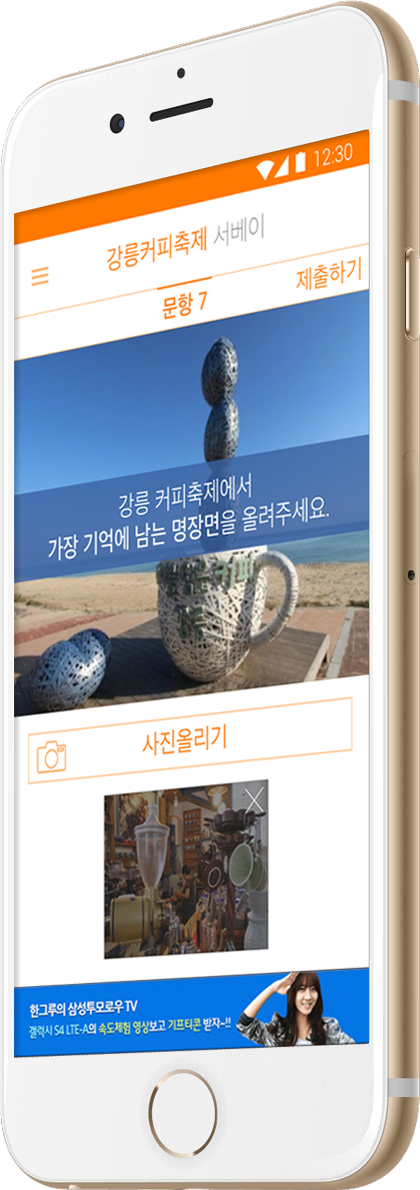 12:30
강릉커피축제 서베이
문항 7
제출하기
강릉 커피축제에서
가장 기억에 남는 명장면을 올려주세요.
사진올리기
한그루의 삼성투모로우 TV
갤럭시 S4 LTE-A의 속도체험 영상보고 기프티콘 받자~!!